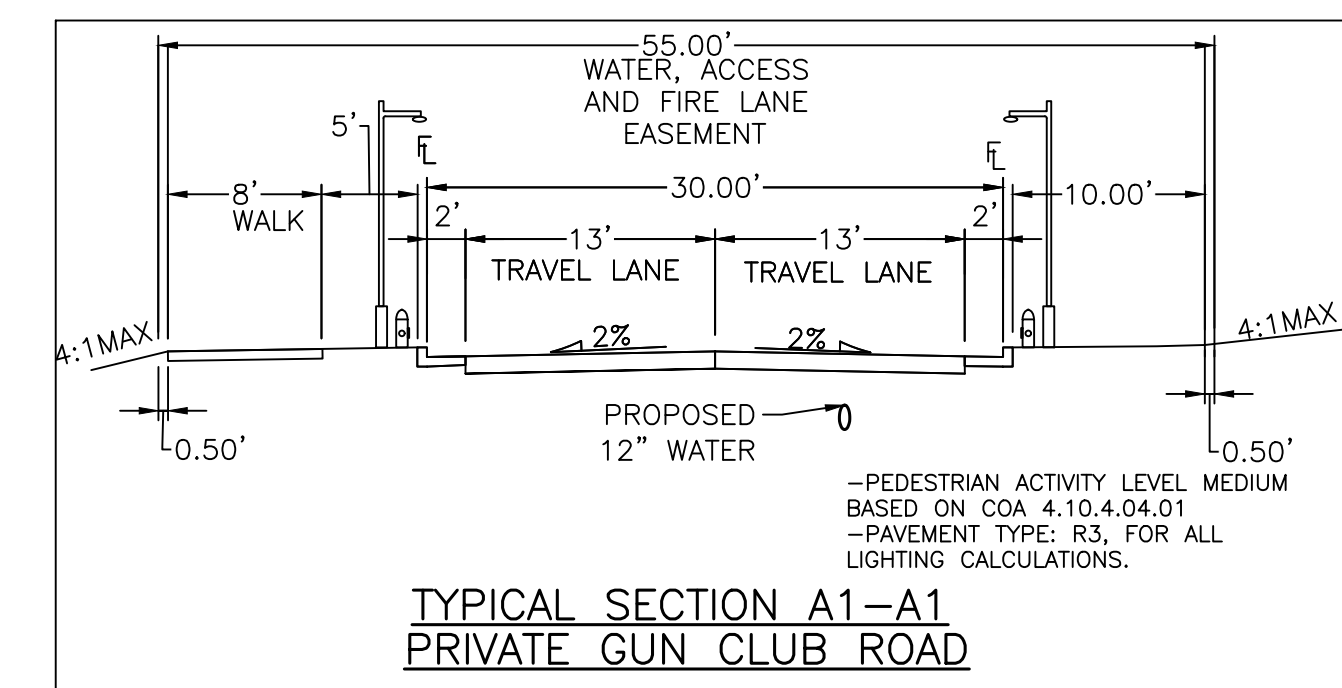 55.00'
WATER, ACCESS
AND FIRE LANE
EASEMENT
5'
FL
FL
8'
WALK
30.00'
10.00'
2'
2'
13'
13'
TRAVEL LANE
TRAVEL LANE
4:1MAX
2%
2%
4:1MAX
PROPOSED
12" WATER
0.50'
0.50'
-PEDESTRIAN ACTIVITY LEVEL MEDIUM
BASED ON COA 4.10.4.04.01
-PAVEMENT TYPE: R3, FOR ALL
LIGHTING CALCULATIONS.
TYPICAL SECTION A1-A1
PRIVATE GUN CLUB ROAD